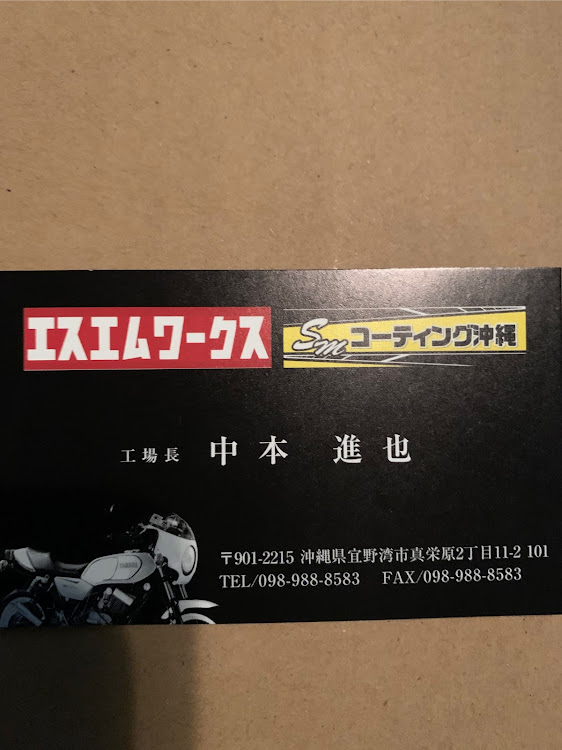 エスエムワークス
SM コーティング沖縄
工場長 中本 進也
〒901-2215 沖縄県宜野湾市真栄原2丁目11-2 101
TEL/098-988-8583 FAX/098-988-8583